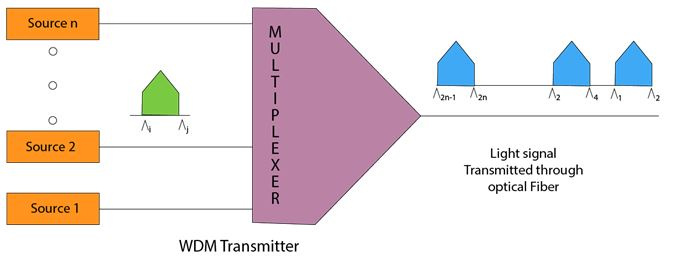 Source n
Source 2
Source 1
MULTIPLEXER
Λi Λj
Λ2n-1 Λ2n Λ2 Λ4 Λ1 Λ2
Light signal
Transmitted through
optical Fiber
WDM Transmitter